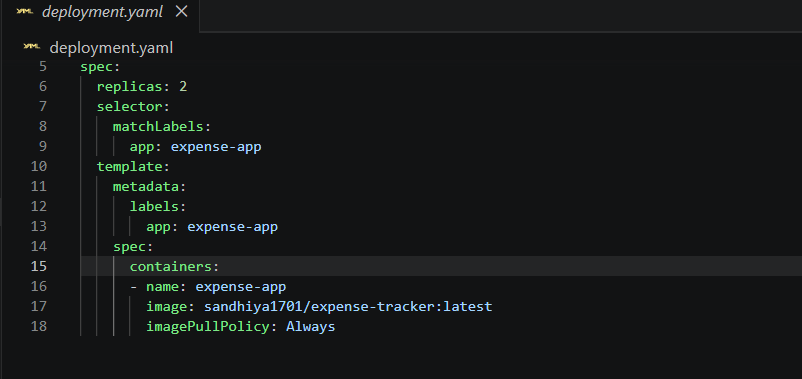 YAML deployment.yaml ×
YAML deployment.yaml
5 spec:
6   replicas: 2
7   selector:
8     matchLabels:
9       app: expense-app
10   template:
11     metadata:
12       labels:
13         app: expense-app
14     spec:
15       containers:
16       - name: expense-app
17         image: sandhiya1701/expense-tracker:latest
18         imagePullPolicy: Always